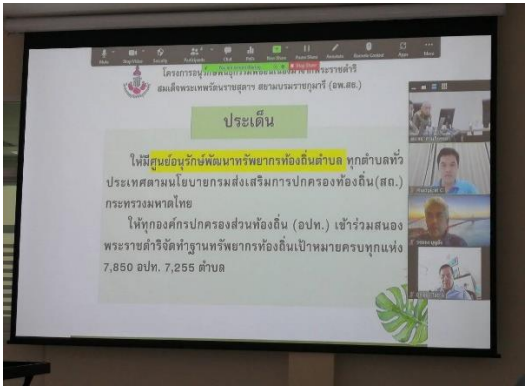 โครงการอนุรักษ์พันธุกรรมพืชอันเนื่องมาจากพระราชดำริ
สมเด็จพระเทพรัตนราชสุดาฯ สยามบรมราชกุมารี (อพ.สธ.)
ประเด็น
ให้มีศูนย์อนุรักษ์พัฒนาทรัพยากรท้องถิ่นตำบล ทุกตำบลทั่ว
ประเทศตามนโยบายกรมส่งเสริมการปกครองท้องถิ่น(สถ.)
กระทรวงมหาดไทย
ให้ทุกองค์กรปกครองส่วนท้องถิ่น (อปท.) เข้าร่วมสนอง
พระราชดำริจัดทำฐานทรัพยากรท้องถิ่นเป้าหมายครบทุกแห่ง
7,850 อปท. 7,255 ตำบล